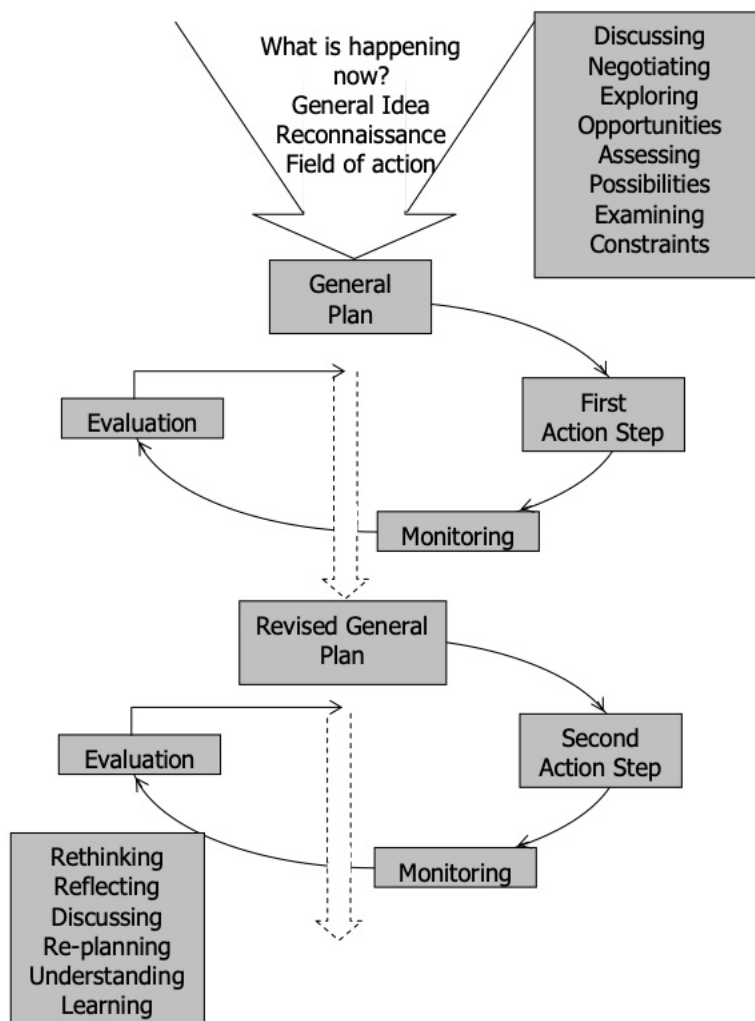 What is happening
now?
General Idea
Reconnaissance
Field of action
Discussing
Negotiating
Exploring
Opportunities
Assessing
Possibilities
Examining
Constraints
General
Plan
First
Action Step
Evaluation
Monitoring
Revised General
Plan
Second
Action Step
Evaluation
Monitoring
Rethinking
Reflecting
Discussing
Re-planning
Understanding
Learning